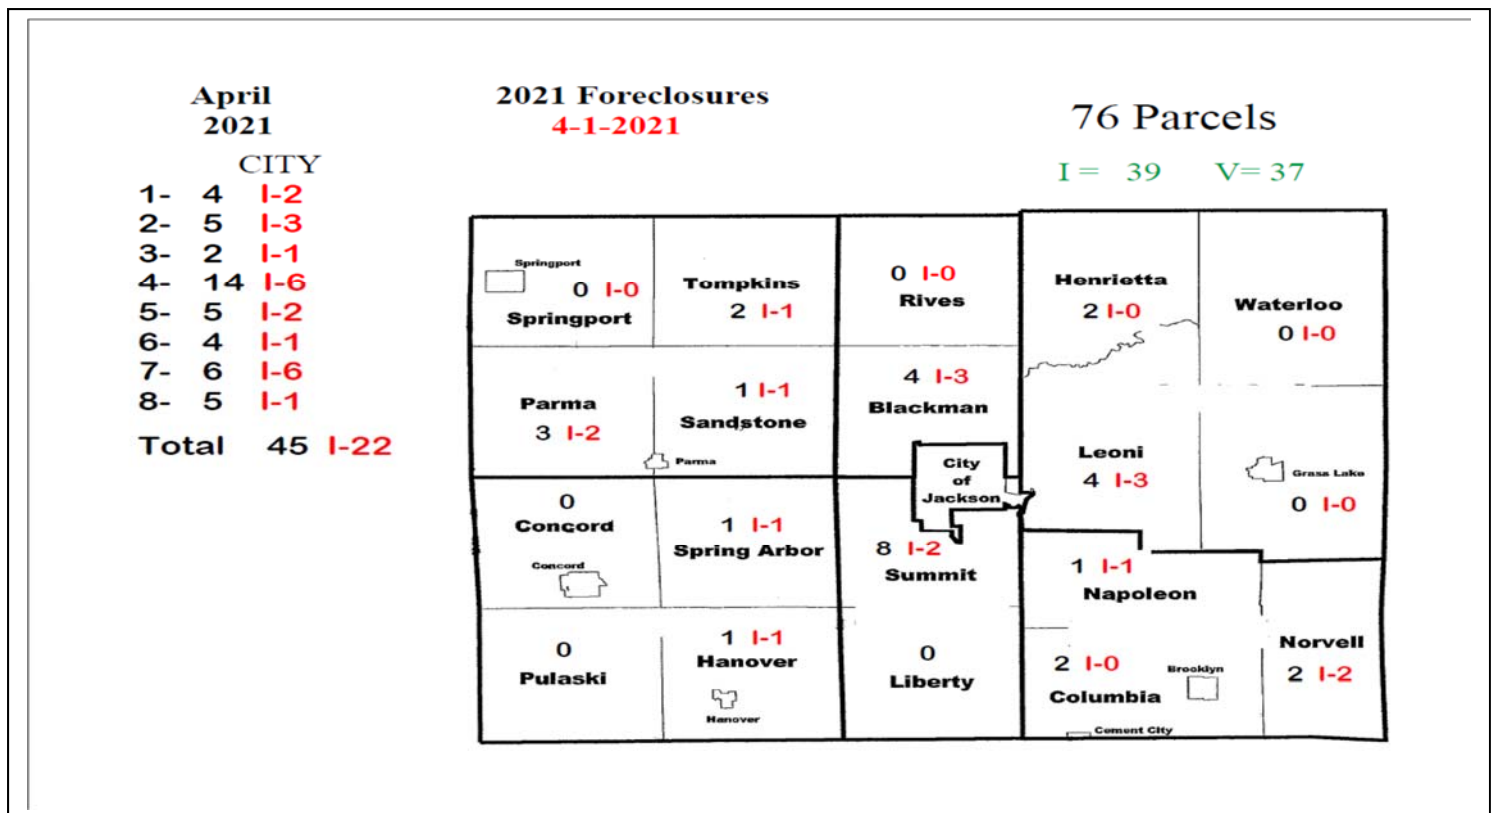 April
2021
2021 Foreclosures
4-1-2021
76 Parcels
I = 39 V= 37
CITY
1- 4 I-2
2- 5 I-3
3- 2 I-1
4- 14 I-6
5- 5 I-2
6- 4 I-1
7- 6 I-6
8- 5 I-1
Total 45 I-22
Springport
0 I-0
Springport
Tompkins
2 I-1
0 I-0
Rives
Henrietta
2 I-0
Waterloo
0 I-0
Parma
3 I-2
1 I-1
Sandstone
Parma
4 I-3
Blackman
City
of
Jackson
Leoni
4 I-3
Grass Lake
0 I-0
0
Concord
Concord
1 I-1
Spring Arbor
8 I-2
Summit
1 I-1
Napoleon
0
Pulaski
1 I-1
Hanover
Hanover
0
Liberty
2 I-0
Columbia
Brooklyn
Cement City
Norvell
2 I-2